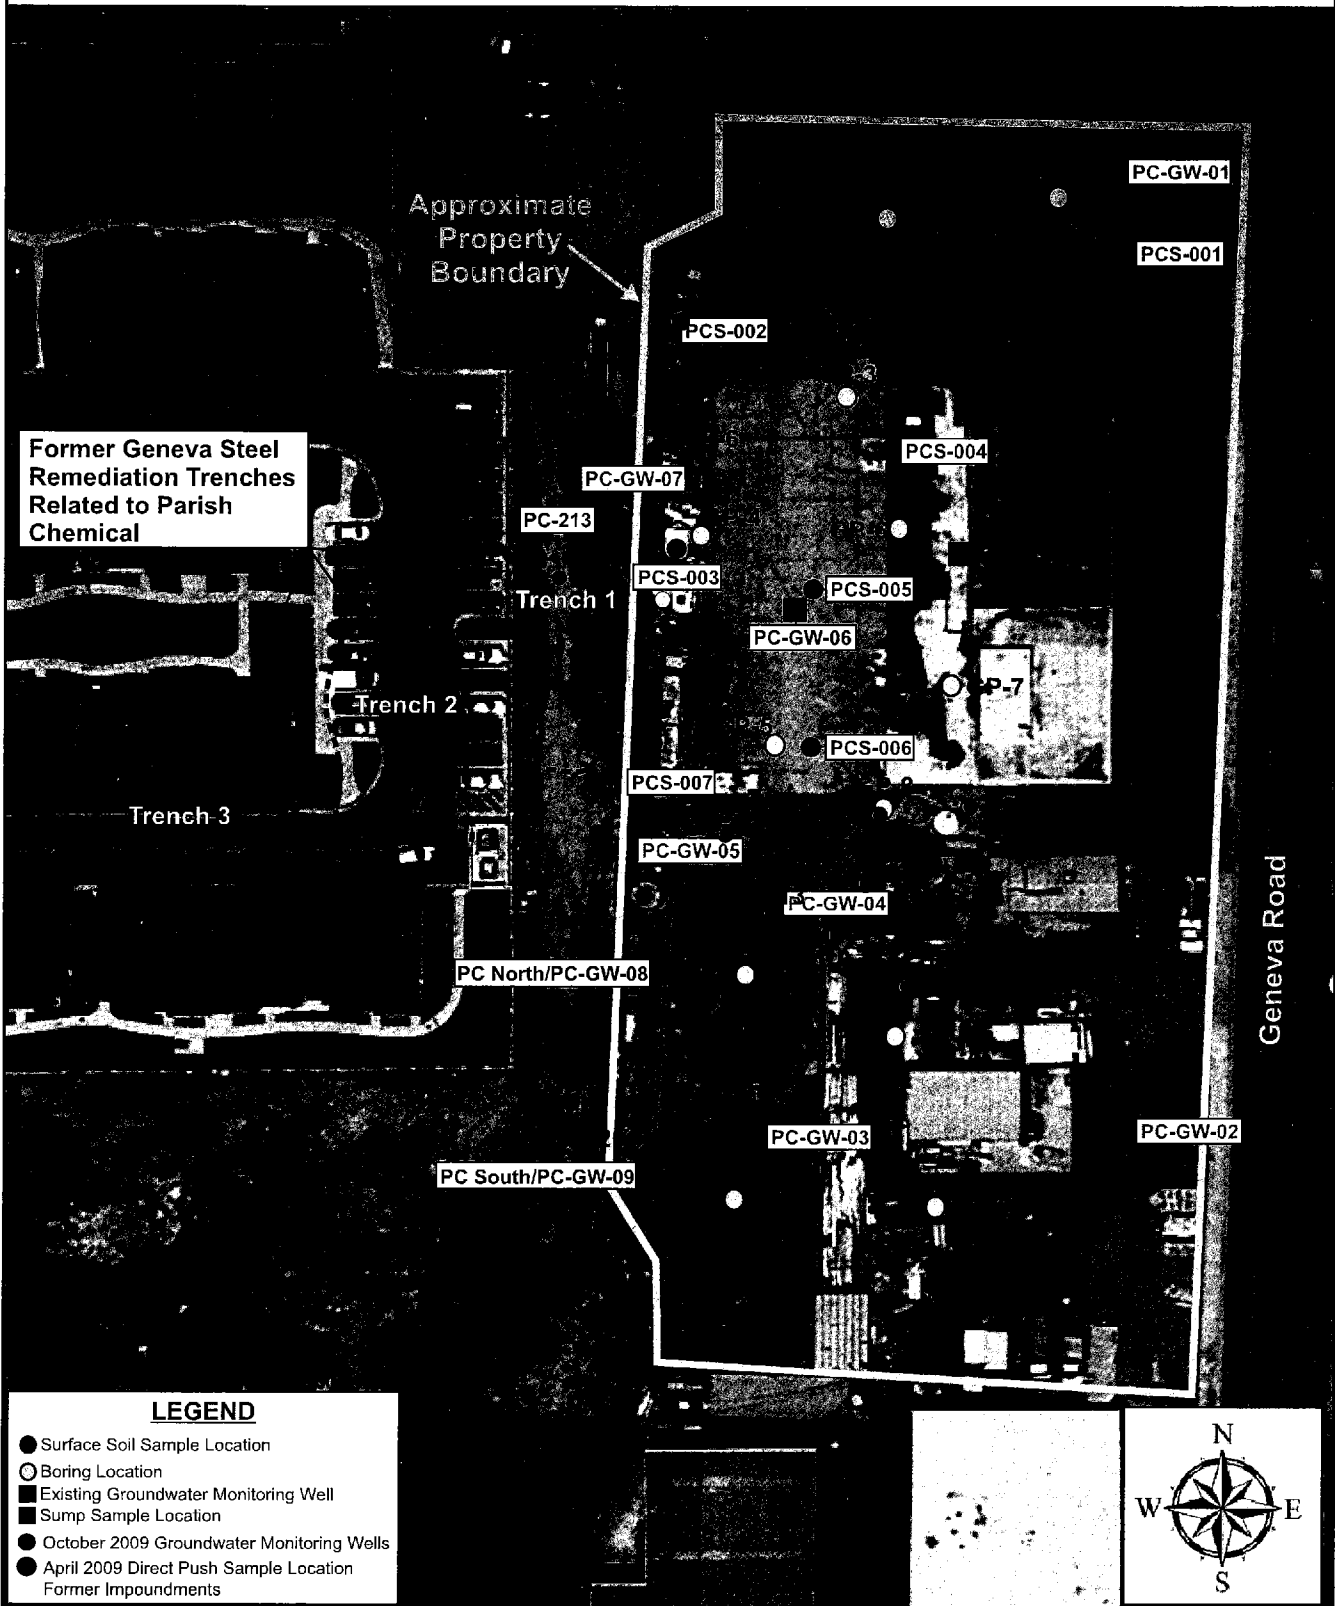 PC-GW-01
Approximate
Property
Boundary
PCS-001
PCS-002
Former Geneva Steel
Remediation Trenches
Related to Parish
Chemical
PCS-004
PC-GW-07
PC-213
PCS-003
PCS-005
Trench 1
PC-GW-06
P-7
Trench 2
PCS-006
PCS-007
Trench 3
PC-GW-05
PC-GW-04
Geneva Road
PC North/PC-GW-08
PC-GW-03
PC-GW-02
PC South/PC-GW-09
LEGEND
Surface Soil Sample Location
Boring Location
Existing Groundwater Monitoring Well
Sump Sample Location
October 2009 Groundwater Monitoring Wells
April 2009 Direct Push Sample Location
Former Impoundments
N
W
E
S